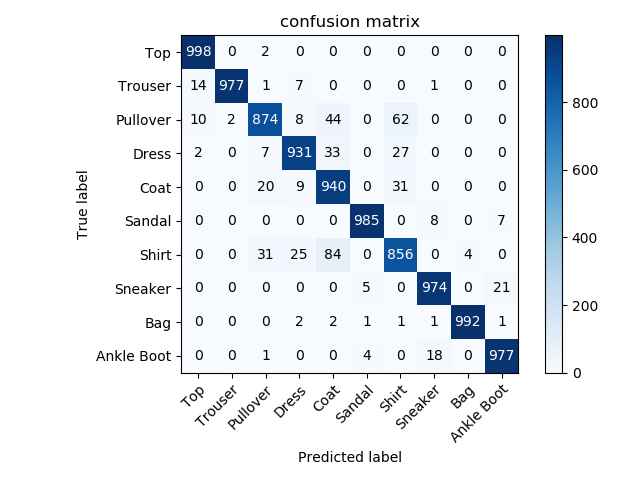 confusion matrix
True label
Top 998 0 2 0 0 0 0 0 0 0
Trouser 14 977 1 7 0 0 0 1 0 0
Pullover 10 2 874 8 44 0 62 0 0 0
Dress 2 0 7 931 33 0 27 0 0 0
Coat 0 0 20 9 940 0 31 0 0 0
Sandal 0 0 0 0 0 985 0 8 0 7
Shirt 0 0 31 25 84 0 856 0 4 0
Sneaker 0 0 0 0 0 5 0 974 0 21
Bag 0 0 0 2 2 1 1 1 992 1
Ankle Boot 0 0 1 0 0 4 0 18 0 977
Top Trouser Pullover Dress Coat Sandal Shirt Sneaker Bag Ankle Boot
Predicted label
800
600
400
200
0